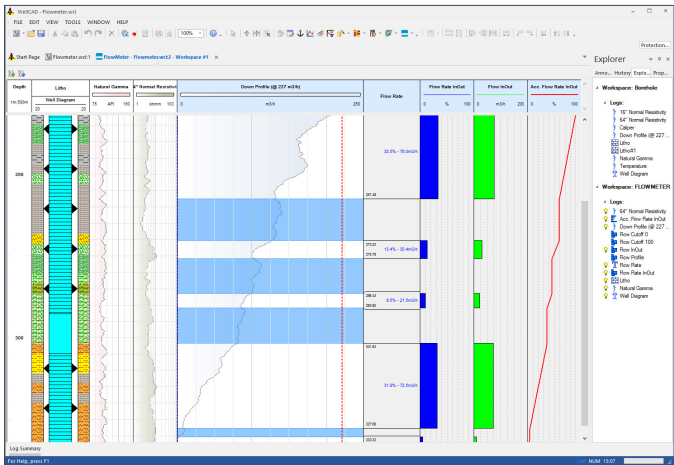 WellCAD - Flowmeter.wcl
FILE EDIT VIEW TOOLS WINDOW HELP
100%
Protection...
Start Page Flowmeter.wcl:1 FlowMeter - Flowmeter.wcl:2 - Workspace #1
Explorer
Anno... History Explo... Prop...
Workspace: Borehole
Logs:
16" Normal Resistivity
64" Normal Resistivity
Caliper
Down Profile (@ 227 ...
Litho
Litho#1
Natural Gamma
Temperature
Well Diagram
Workspace: FLOWMETER
Logs:
64" Normal Resistivity
Acc. Flow Rate InOut
Down Profile (@ 227 ...
Flow Cutoff 0
Flow Cutoff 100
Flow InOut
Flow Profile
Flow Rate
Flow Rate InOut
Litho
Natural Gamma
Well Diagram
Depth Litho Natural Gamma 4" Normal Resistivi Down Profile (@ 227 m3/h) Flow Rate Flow Rate InOut Flow InOut Acc. Flow Rate InOut
1m:500m Well Diagram 75 API 150 1 ohmm 100 0 m3/h 250 0 % 100 0 m3/h 200 0 % 100
20 20
250
33.0% - 75.0m3/h
13.4% - 30.4m3/h
9.5% - 21.5m3/h
300
31.9% - 72.5m3/h
Log Summary
For Help, press F1
NUM 15:07